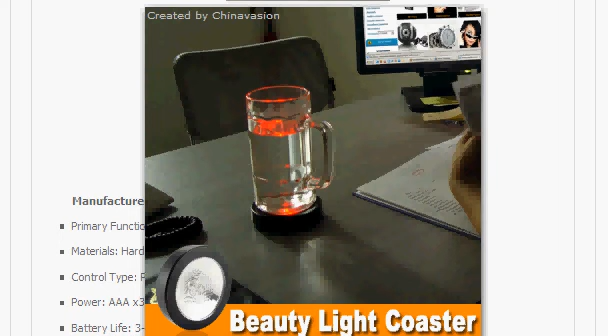 Created by Chinavasion
Manufacture
Primary Functio
Materials: Hard
Control Type: P
Power: AAA x3
Battery Life: 3-
Beauty Light Coaster